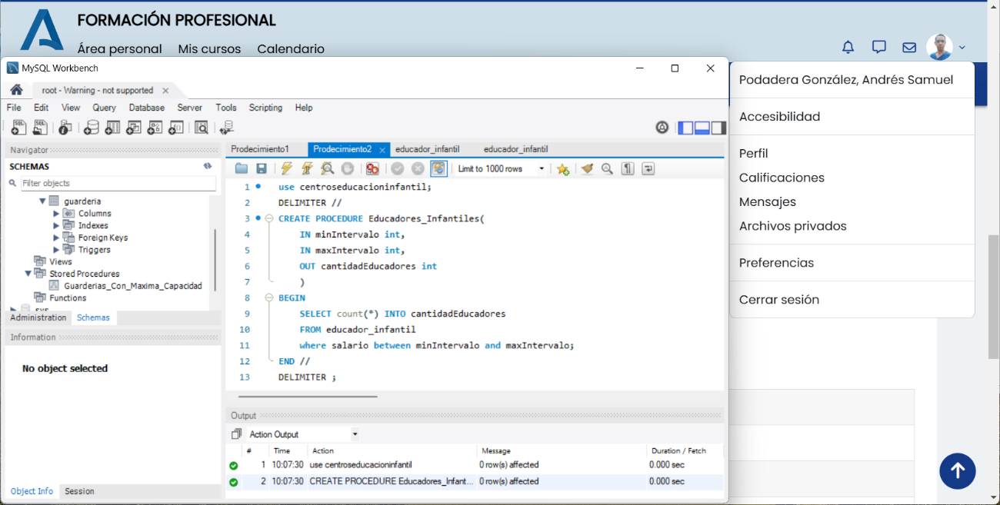 FORMACIÓN PROFESIONAL
Área personal Mis cursos Calendario
MySQL Workbench
root - Warning - not supported
File Edit View Query Database Server Tools Scripting Help
Navigator
SCHEMAS
Filter objects
guarderia
Columns
Indexes
Foreign Keys
Triggers
Views
Stored Procedures
Guarderias_Con_Maxima_Capacidad
Functions
sys
Administration Schemas
Information
No object selected
Object Info Session
Prodecimiento1 Prodecimiento2 educador_infantil educador_infantil
Limit to 1000 rows
1 use centroseducacioninfantil;
2 DELIMITER //
3 CREATE PROCEDURE Educadores_Infantiles(
4 IN minIntervalo int,
5 IN maxIntervalo int,
6 OUT cantidadEducadores int
7 )
8 BEGIN
9 SELECT count(*) INTO cantidadEducadores
10 FROM educador_infantil
11 where salario between minIntervalo and maxIntervalo;
12 END //
13 DELIMITER ;
Output
Action Output
# Time Action Message Duration / Fetch
1 10:07:30 use centroseducacioninfantil 0 row(s) affected 0.000 sec
2 10:07:30 CREATE PROCEDURE Educadores_Infant... 0 row(s) affected 0.000 sec
Podadera González, Andrés Samuel
Accesibilidad
Perfil
Calificaciones
Mensajes
Archivos privados
Preferencias
Cerrar sesión